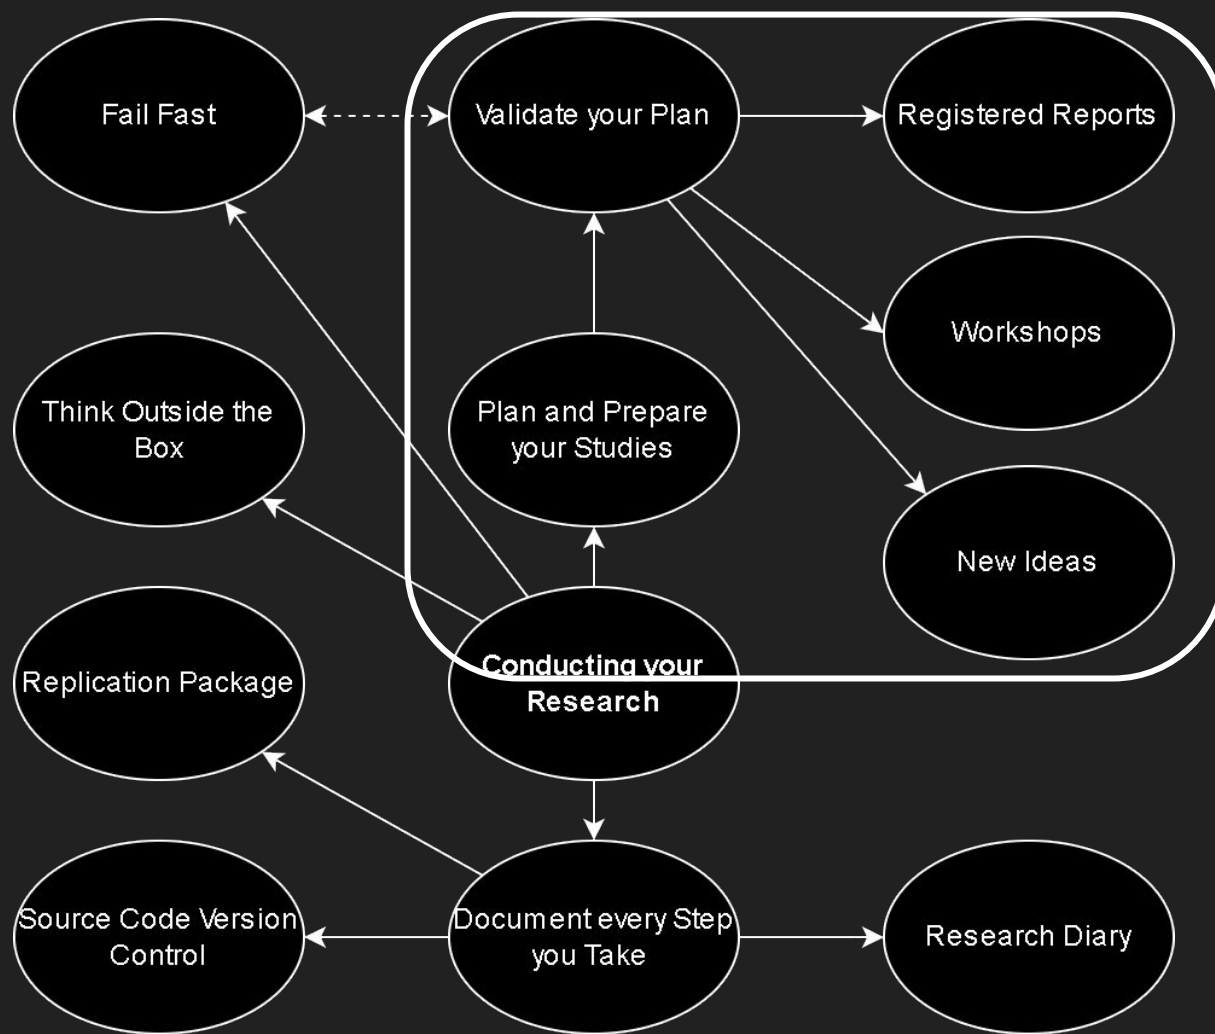 Fail Fast
Validate your Plan
Registered Reports
Workshops
Think Outside the
Box
Plan and Prepare
your Studies
New Ideas
Replication Package
Conducting your
Research
Source Code Version
Control
Document every Step
you Take
Research Diary